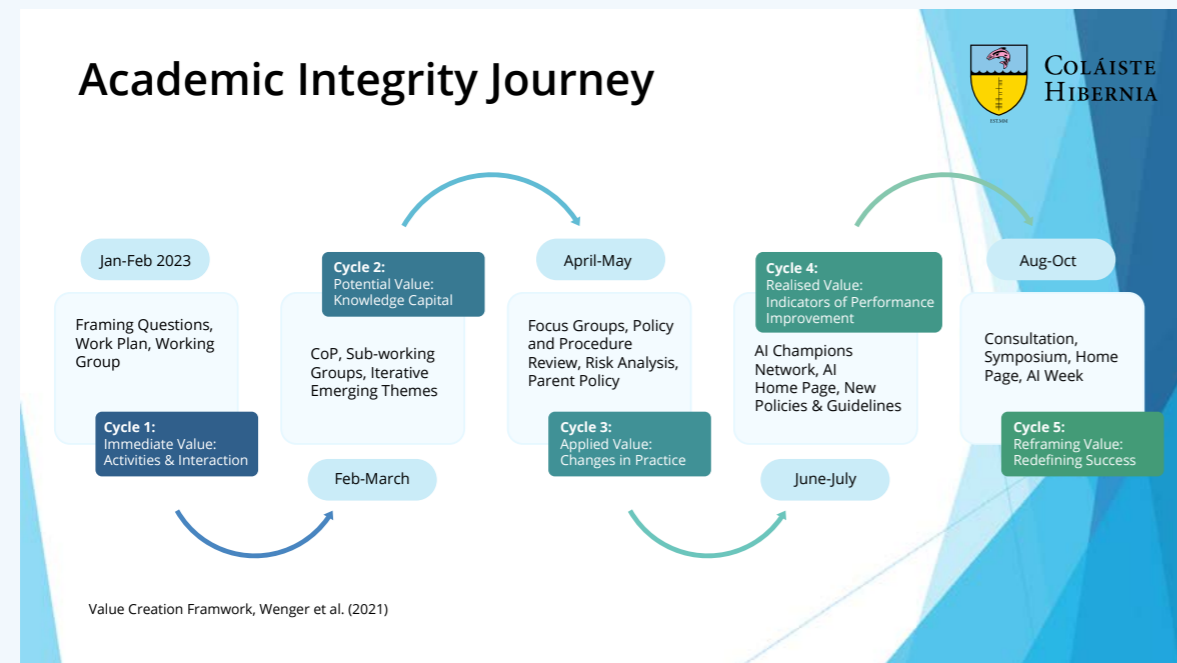 Academic Integrity Journey
COLÁISTE
HIBERNIA
Jan-Feb 2023
Framing Questions,
Work Plan, Working
Group
Cycle 1:
Immediate Value:
Activities & Interaction
Cycle 2:
Potential Value:
Knowledge Capital
CoP, Sub-working
Groups, Iterative
Emerging Themes
Feb-March
April-May
Focus Groups, Policy
and Procedure
Review, Risk Analysis,
Parent Policy
Cycle 3:
Applied Value:
Changes in Practice
Cycle 4:
Realised Value:
Indicators of Performance
Improvement
AI Champions
Network, AI
Home Page, New
Policies & Guidelines
June-July
Aug-Oct
Consultation,
Symposium, Home
Page, AI Week
Cycle 5:
Reframing Value:
Redefining Success
Value Creation Framwork, Wenger et al. (2021)